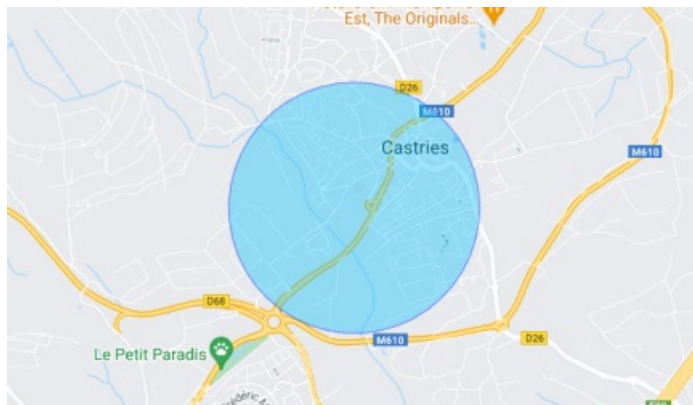 Est, The Originals...
D26
M610
Castries
M610
D68
M610
D26
Le Petit Paradis